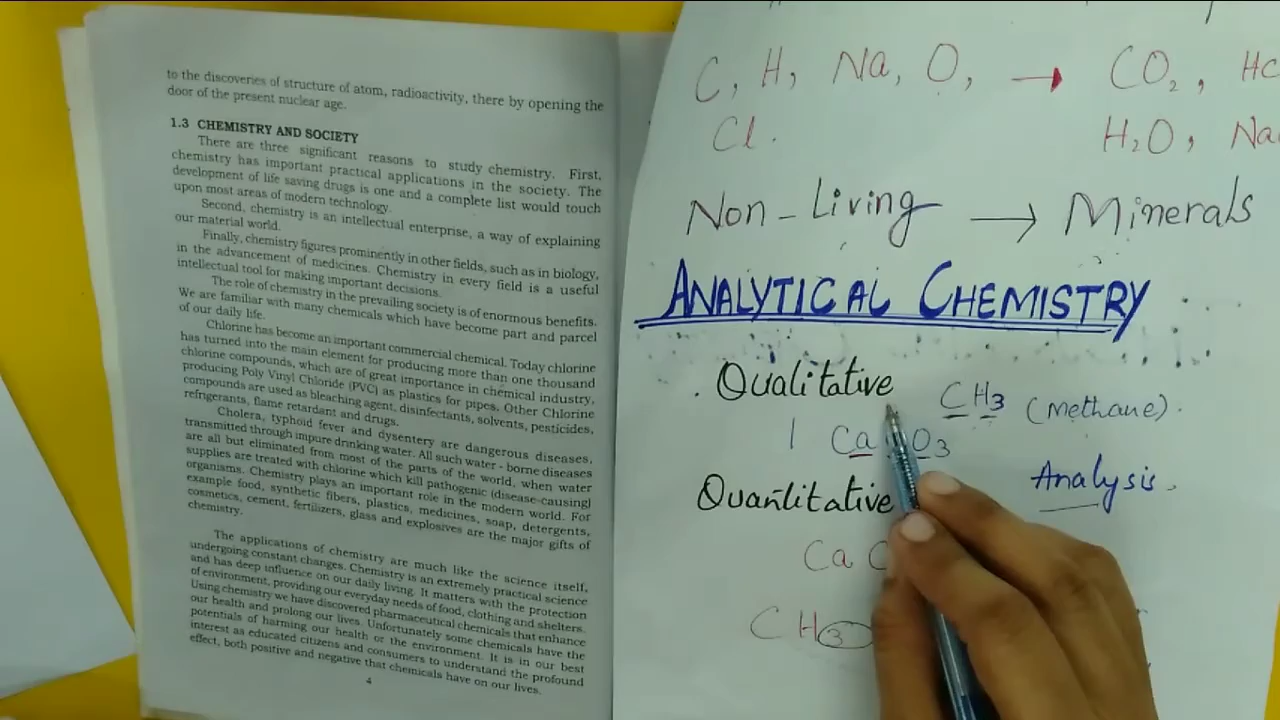 to the discoveries of structure of atom, radioactivity, there by opening the
door of the present nuclear age.
1.3 CHEMISTRY AND SOCIETY
There are three significant reasons to study chemistry. First,
chemistry has important practical applications in the society. The
development of life saving drugs is one and a complete list would touch
upon most areas of modern technology.
Second, chemistry is an intellectual enterprise, a way of explaining
our material world.
Finally, chemistry figures prominently in other fields, such as in biology,
in the advancement of medicines. Chemistry in every field is a useful
intellectual tool for making important decisions.
The role of chemistry in the prevailing society is of enormous benefits.
We are familiar with many chemicals which have become part and parcel
of our daily life.
Chlorine has become an important commercial chemical. Today chlorine
has turned into the main element for producing more than one thousand
chlorine compounds, which are of great importance in chemical industry,
producing Poly Vinyl Chloride (PVC) as plastics for pipes. Other Chlorine
compounds are used as bleaching agent, disinfectants, solvents, pesticides,
refrigerants, flame retardant and drugs.
Cholera, typhoid fever and dysentery are dangerous diseases,
transmitted through impure drinking water. All such water - borne diseases
are all but eliminated from most of the parts of the world, when water
supplies are treated with chlorine which kill pathogenic (disease-causing)
organisms. Chemistry plays an important role in the modern world. For
example food, synthetic fibers, plastics, medicines, soap, detergents,
cosmetics, cement, fertilizers, glass and explosives are the major gifts of
chemistry.
The applications of chemistry are much like the science itself,
undergoing constant changes. Chemistry is an extremely practical science
and has deep influence on our daily living. It matters with the protection
of environment, providing our everyday needs of food, clothing and shelters.
Using chemistry we have discovered pharmaceutical chemicals that enhance
our health and prolong our lives. Unfortunately some chemicals have the
potentials of harming our health or the environment. It is in our best
interest as educated citizens and consumers to understand the profound
effect, both positive and negative that chemicals have on our lives.
4
C, H, Na, O, → CO2, HC
Cl. H2O, Na
Non-Living → Minerals
ANALYTICAL CHEMISTRY
Qualitative CH3 (Methane).
Ca O3
Quantitative Analysis.
Ca C
CH3